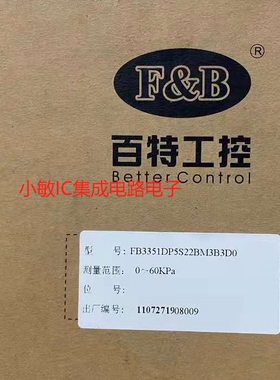 F&B
®
百特工控
Better Control
小敏IC集成电路电子
型 号: FB3351DP5S22BM3B3D0
测量范围: 0~60KPa
位 号:
出厂编号: 1107271908009